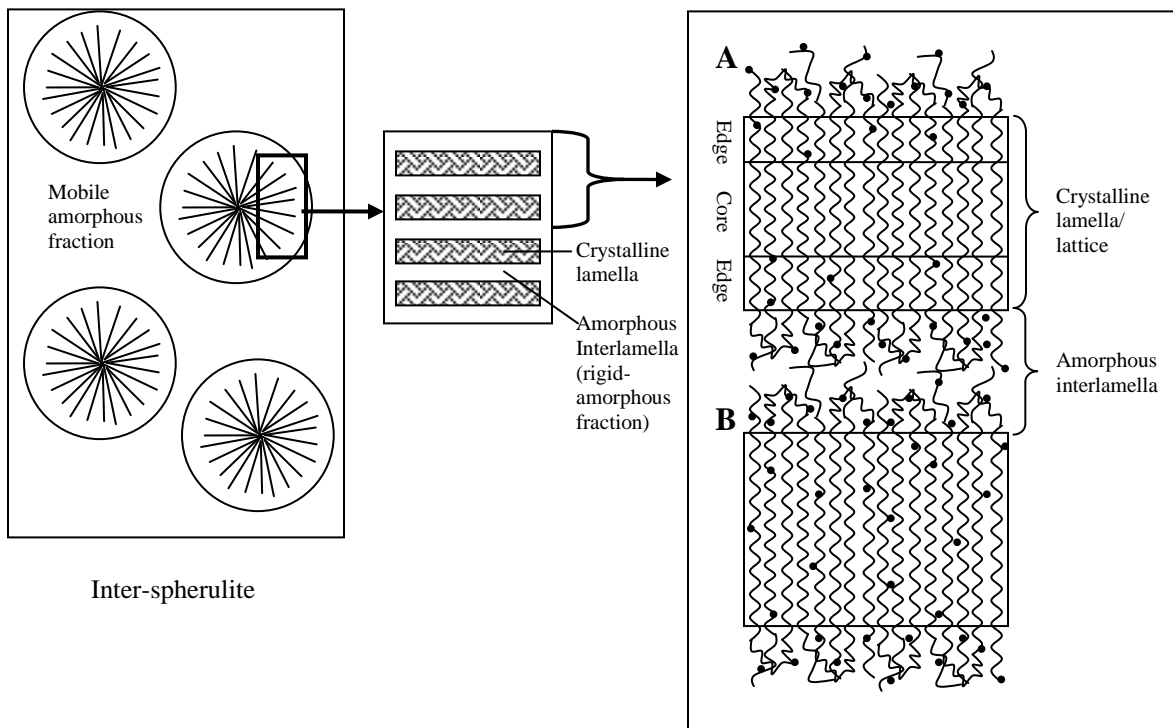 Mobile
amorphous
fraction
Inter-spherulite
Crystalline
lamella
Amorphous
Interlamella
(rigid-
amorphous
fraction)
A
Edge
Core
Edge
B
Crystalline
lamella/
lattice
Amorphous
interlamella